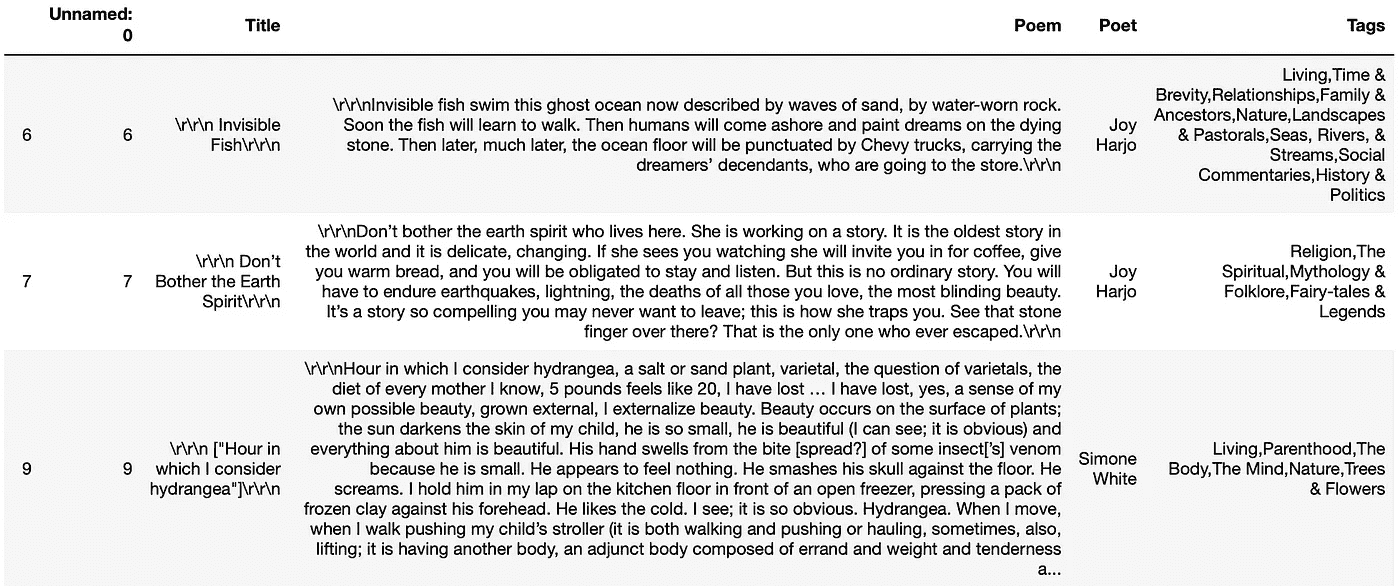 Unnamed: 0 Title Poem Poet Tags
6 6 \r\r\n Invisible Fish\r\r\n
\r\r\nInvisible fish swim this ghost ocean now described by waves of sand, by water-worn rock.
Soon the fish will learn to walk. Then humans will come ashore and paint dreams on the dying
stone. Then later, much later, the ocean floor will be punctuated by Chevy trucks, carrying the
dreamers’ decendants, who are going to the store.\r\r\n
Joy
Harjo
Living,Time &
Brevity,Relationships,Family &
Ancestors,Nature,Landscapes
& Pastorals,Seas, Rivers, &
Streams,Social
Commentaries,History &
Politics
7 7 \r\r\n Don’t
Bother the Earth
Spirit\r\r\n
\r\r\nDon’t bother the earth spirit who lives here. She is working on a story. It is the oldest story in
the world and it is delicate, changing. If she sees you watching she will invite you in for coffee, give
you warm bread, and you will be obligated to stay and listen. But this is no ordinary story. You will
have to endure earthquakes, lightning, the deaths of all those you love, the most blinding beauty.
It’s a story so compelling you may never want to leave; this is how she traps you. See that stone
finger over there? That is the only one who ever escaped.\r\r\n
Joy
Harjo
Religion,The
Spiritual,Mythology &
Folklore,Fairy-tales &
Legends
9 9 \r\r\n ["Hour in
which I consider
hydrangea"]\r\r\n
\r\r\nHour in which I consider hydrangea, a salt or sand plant, varietal, the question of varietals, the
diet of every mother I know, 5 pounds feels like 20, I have lost … I have lost, yes, a sense of my
own possible beauty, grown external, I externalize beauty. Beauty occurs on the surface of plants;
the sun darkens the skin of my child, he is so small, he is beautiful (I can see; it is obvious) and
everything about him is beautiful. His hand swells from the bite [spread?] of some insect[’s] venom
because he is small. He appears to feel nothing. He smashes his skull against the floor. He
screams. I hold him in my lap on the kitchen floor in front of an open freezer, pressing a pack of
frozen clay against his forehead. He likes the cold. I see; it is so obvious. Hydrangea. When I move,
when I walk pushing my child’s stroller (it is both walking and pushing or hauling, sometimes, also,
lifting; it is having another body, an adjunct body composed of errand and weight and tenderness
a...
Simone
White
Living,Parenthood,The
Body,The Mind,Nature,Trees
& Flowers